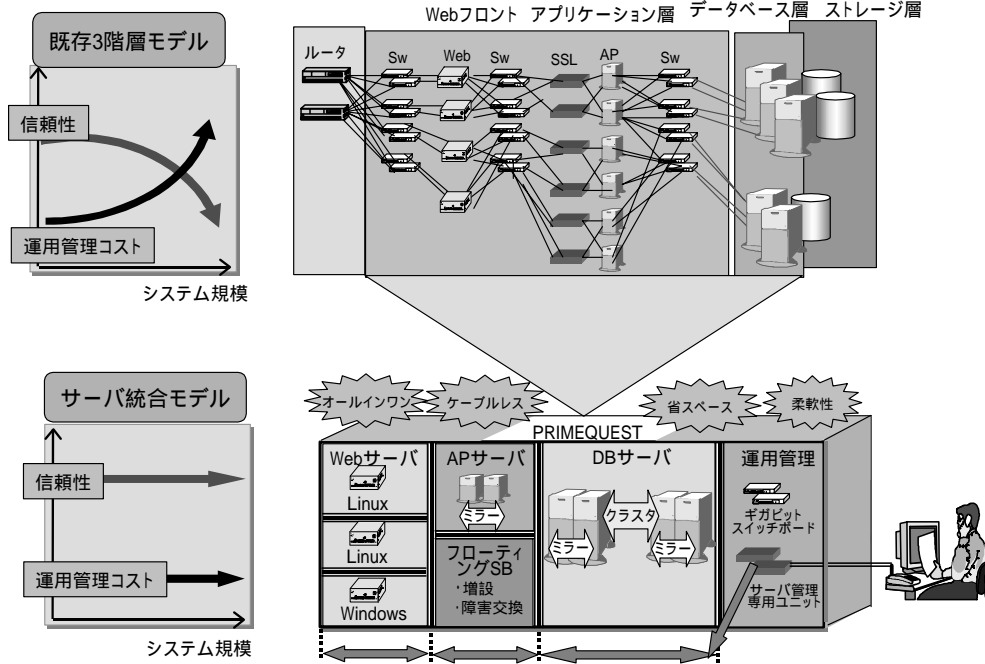 Webフロント アプリケーション層 データベース層 ストレージ層
既存3階層モデル
ルータ
Sw
Web
Sw
SSL
AP
Sw
信頼性
運用管理コスト
システム規模
サーバ統合モデル
オールインワン
ケーブルレス
省スペース
柔軟性
PRIMEQUEST
Webサーバ
APサーバ
DBサーバ
運用管理
信頼性
Linux
ミラー
クラスタ
ギガビット
スイッチボード
Linux
ミラー
ミラー
フローティ
ングSB
・増設
・障害交換
運用管理コスト
Windows
サーバ管理
専用ユニット
システム規模